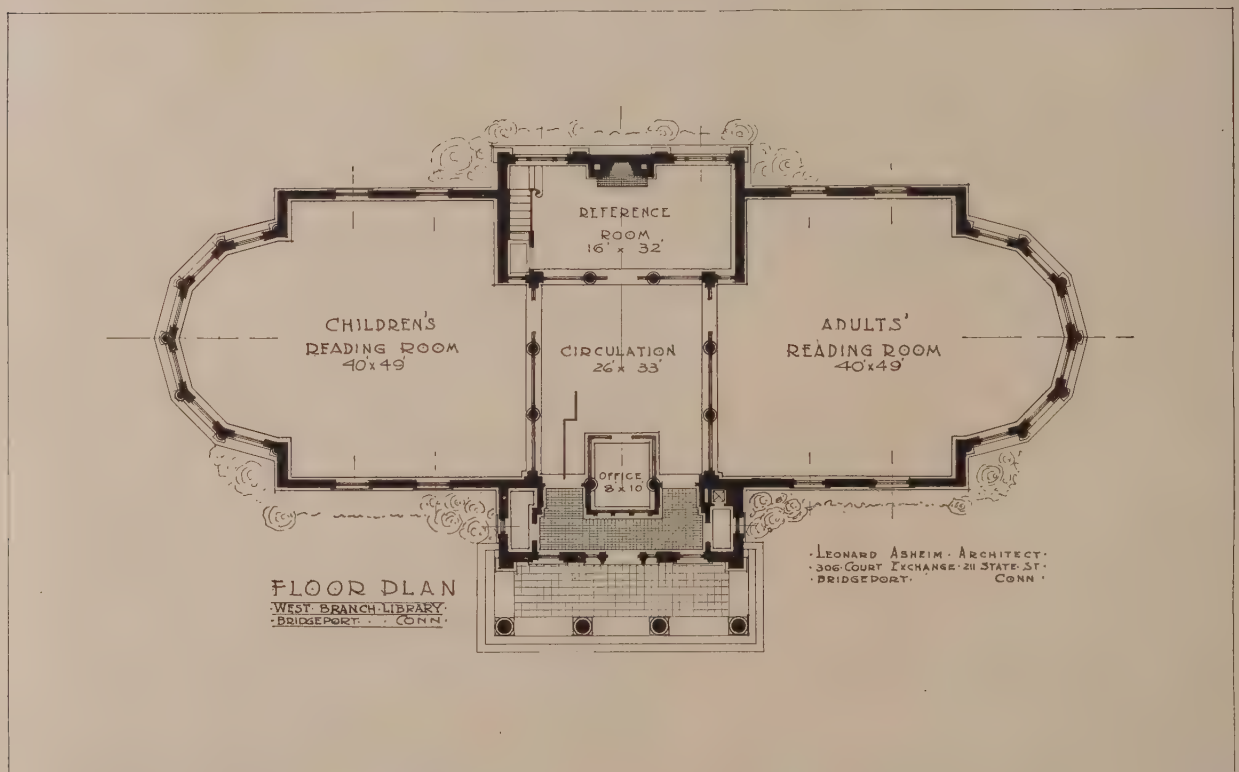 REFERENCE
ROOM
16' x 32'
CHILDREN'S
READING ROOM
40'x49'
CIRCULATION
26' x 33'
ADULTS'
READING ROOM
40'x49'
OFFICE
8 x 10
FLOOR PLAN
·WEST·BRANCH·LIBRARY·
·BRIDGEPORT· · CONN·
·LEONARD ASHEIM·ARCHITECT·
·306·COURT EXCHANGE·211 STATE·ST·
·BRIDGEPORT· CONN·